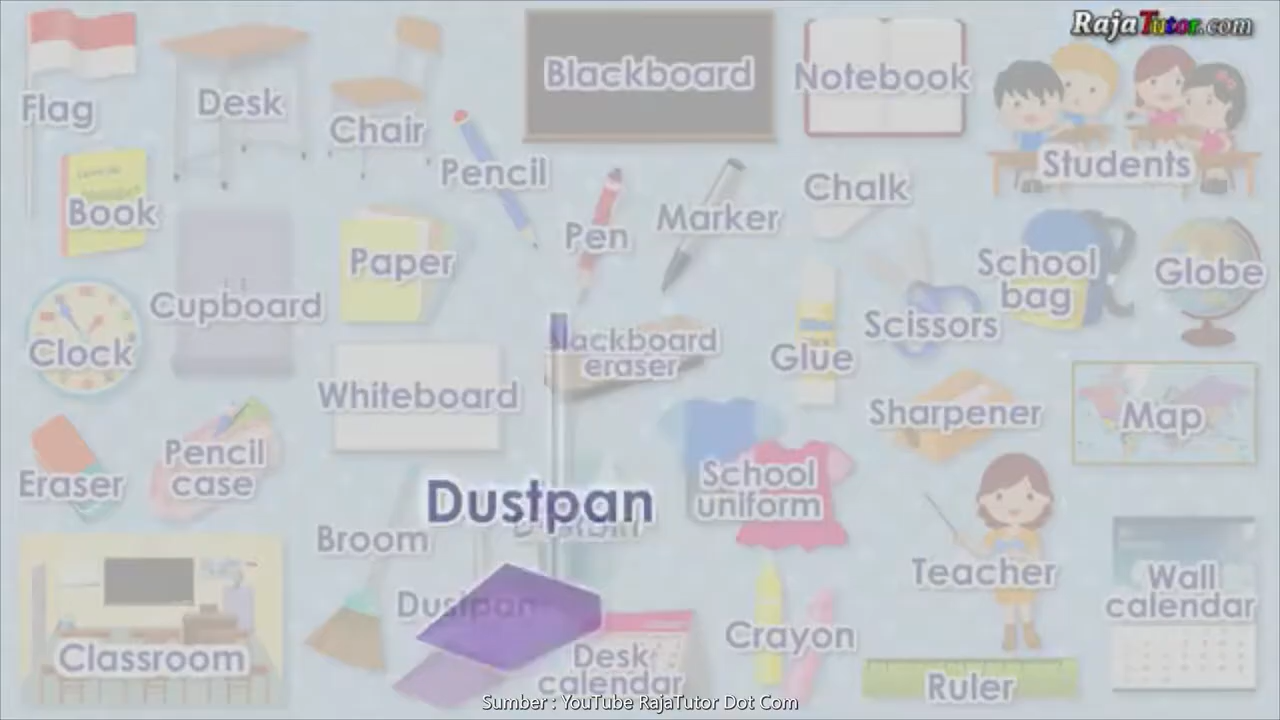 RajaTutor.com
Flag
Desk
Chair
Blackboard
Notebook
Students
Pencil
Book
Pen
Marker
Chalk
Paper
Cupboard
School
bag
Globe
Clock
Blackboard
eraser
Glue
Scissors
Whiteboard
Sharpener
Map
Eraser
Pencil
case
School
uniform
Dustpan
Broom
Teacher
Wall
calendar
Dustpan
Classroom
Desk
calendar
Crayon
Ruler
Sumber : YouTube RajaTutor Dot Com